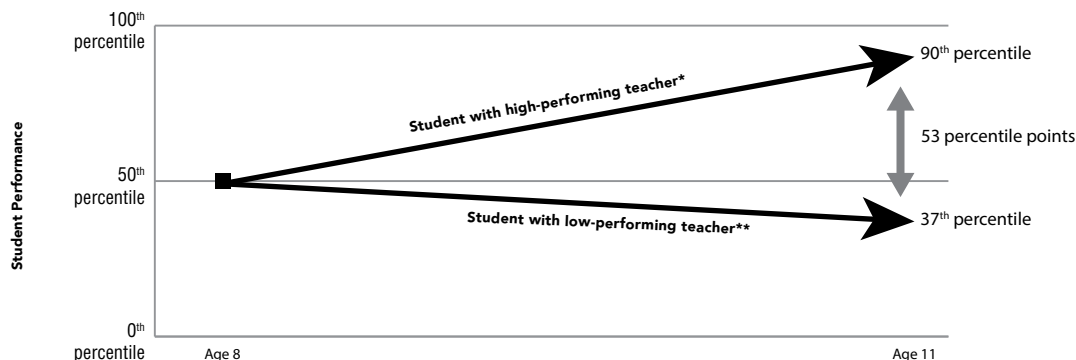 100th
percentile
90th percentile
Student with high-performing teacher*
53 percentile points
50th
percentile
Student with low-performing teacher**
37th percentile
Student Performance
0th
percentile
Age 8
Age 11